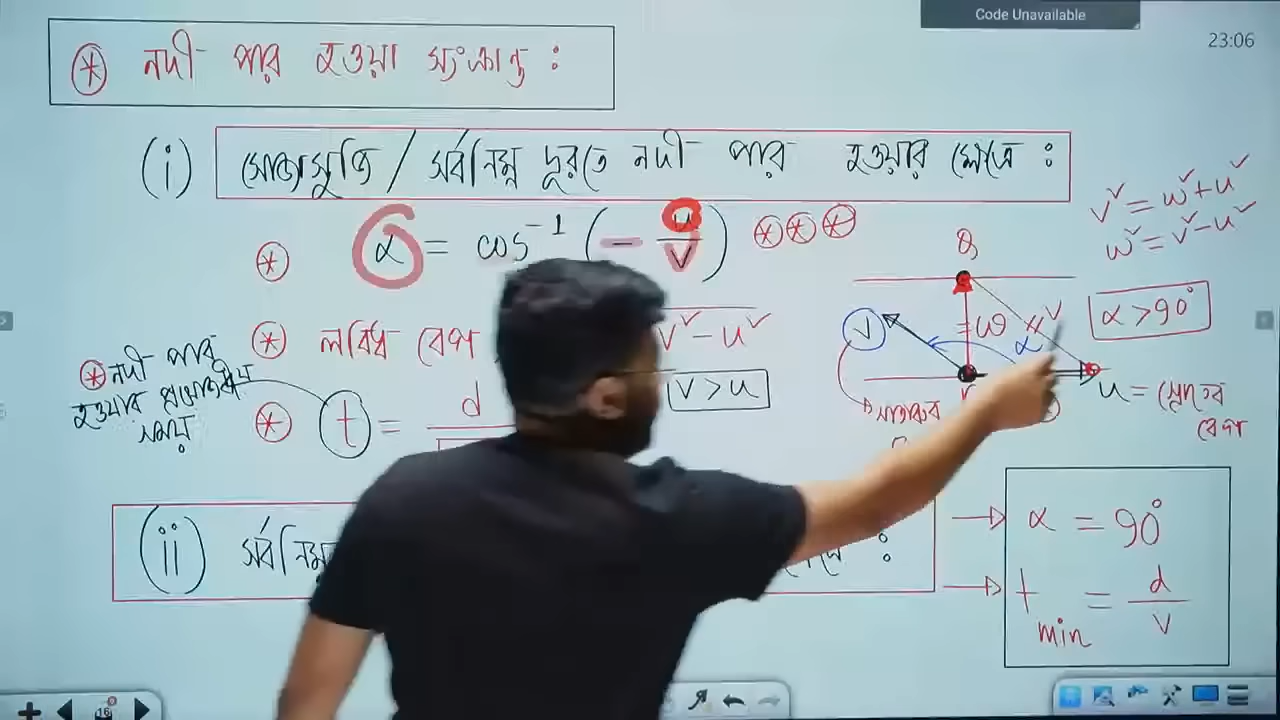 Code Unavailable
23:06
* নদী পার হওয়া সংক্রান্ত :
(i) সোজাসুজি / সর্বনিম্ন দূরত্বে নদী পার হওয়ার ক্ষেত্রে :
* α = cos⁻¹ (- u/v) * * *
v² = w² + u²
w² = v² - u²
Q
* লব্ধি বেগ
v² - u²
v > u
v
= w
v
α
α > 90°
u = স্রোতের বেগ
* নদী পার
হওয়ার প্রয়োজনীয়
সময়
* t = d
(ii) সর্বনিম্ন
:
α = 90°
t min = d/v
16